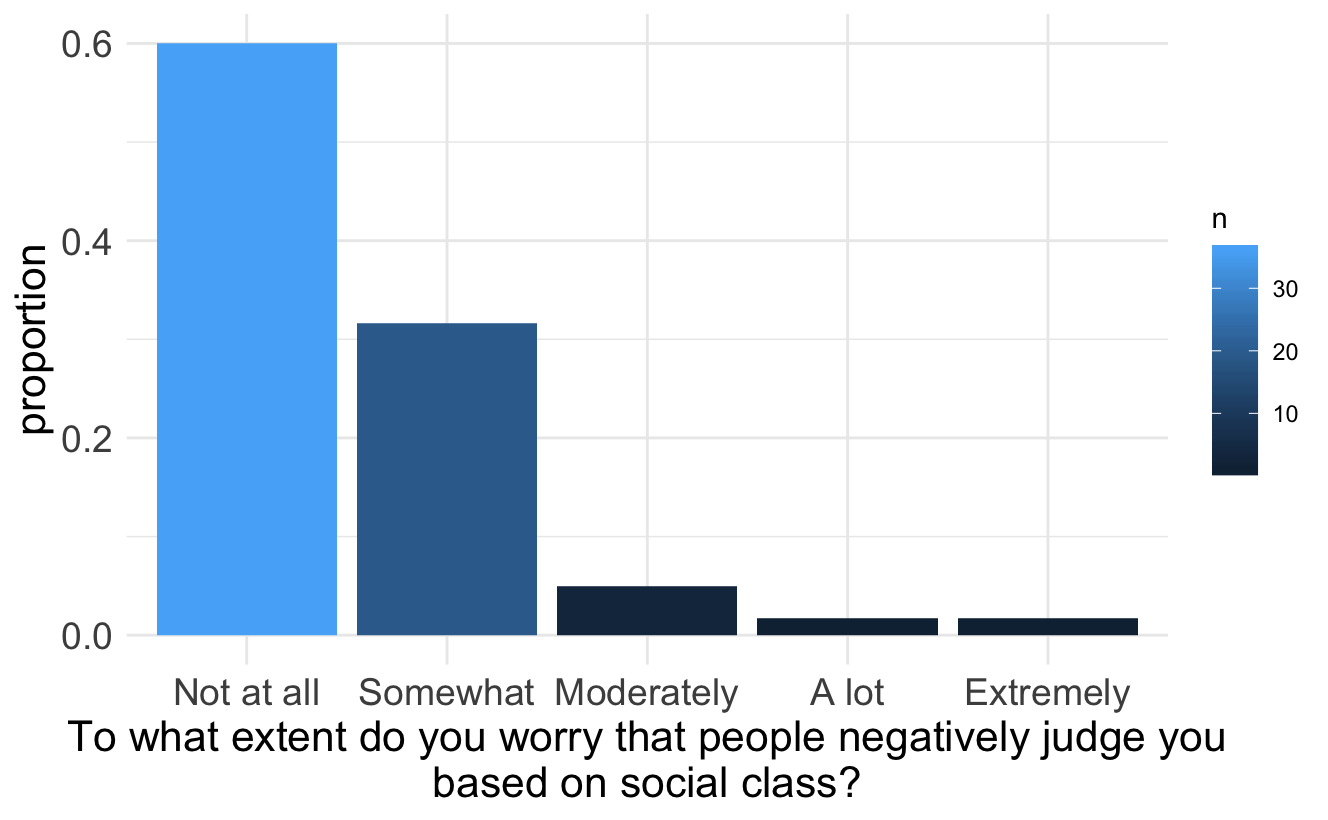 0.6
0.4
0.2
0.0
proportion
Not at all Somewhat Moderately A lot Extremely
To what extent do you worry that people negatively judge you
based on social class?
n
30
20
10